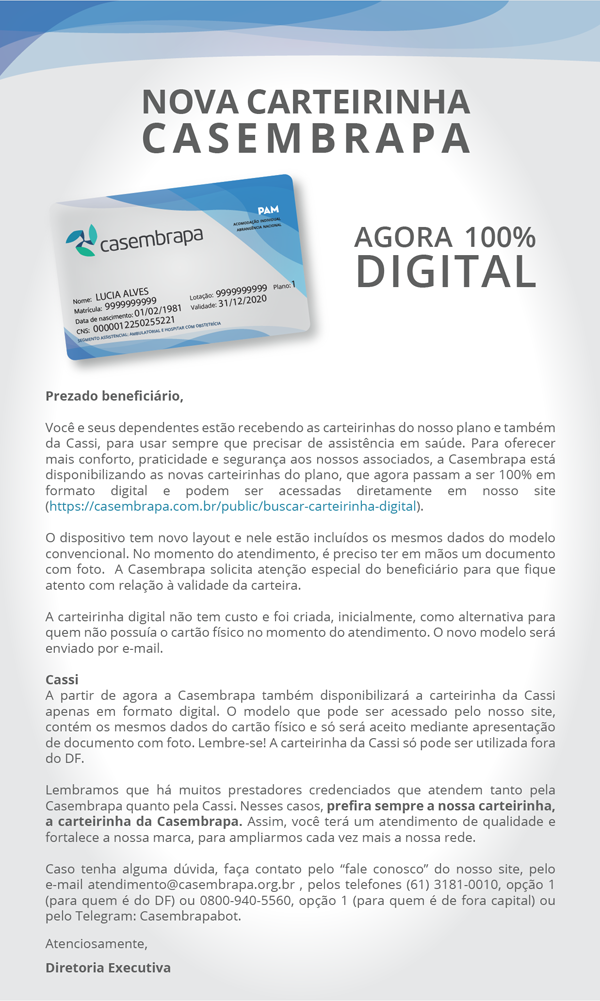 NOVA CARTEIRINHA
CASEMBRAPA
PAM
ACOMODAÇÃO INDIVIDUAL
ABRANGÊNCIA NACIONAL
casembrapa
Nome: LUCIA ALVES
Matrícula: 9999999999 Lotação: 9999999999 Plano: 1
Data de nascimento: 01/02/1981 Validade: 31/12/2020
CNS: 0000012250255221
SEGMENTO ASSISTENCIAL: AMBULATORIAL E HOSPITAR COM OBSTETRÍCIA
AGORA 100%
DIGITAL
Prezado beneficiário,
Você e seus dependentes estão recebendo as carteirinhas do nosso plano e também
da Cassi, para usar sempre que precisar de assistência em saúde. Para oferecer
mais conforto, praticidade e segurança aos nossos associados, a Casembrapa está
disponibilizando as novas carteirinhas do plano, que agora passam a ser 100% em
formato digital e podem ser acessadas diretamente em nosso site
(https://casembrapa.com.br/public/buscar-carteirinha-digital).
O dispositivo tem novo layout e nele estão incluídos os mesmos dados do modelo
convencional. No momento do atendimento, é preciso ter em mãos um documento
com foto. A Casembrapa solicita atenção especial do beneficiário para que fique
atento com relação à validade da carteira.
A carteirinha digital não tem custo e foi criada, inicialmente, como alternativa para
quem não possuía o cartão físico no momento do atendimento. O novo modelo será
enviado por e-mail.
Cassi
A partir de agora a Casembrapa também disponibilizará a carteirinha da Cassi
apenas em formato digital. O modelo que pode ser acessado pelo nosso site,
contém os mesmos dados do cartão físico e só será aceito mediante apresentação
de documento com foto. Lembre-se! A carteirinha da Cassi só pode ser utilizada fora
do DF.
Lembramos que há muitos prestadores credenciados que atendem tanto pela
Casembrapa quanto pela Cassi. Nesses casos, prefira sempre a nossa carteirinha,
a carteirinha da Casembrapa. Assim, você terá um atendimento de qualidade e
fortalece a nossa marca, para ampliarmos cada vez mais a nossa rede.
Caso tenha alguma dúvida, faça contato pelo “fale conosco” do nosso site, pelo
e-mail atendimento@casembrapa.org.br , pelos telefones (61) 3181-0010, opção 1
(para quem é do DF) ou 0800-940-5560, opção 1 (para quem é de fora capital) ou
pelo Telegram: Casembrapabot.
Atenciosamente,
Diretoria Executiva